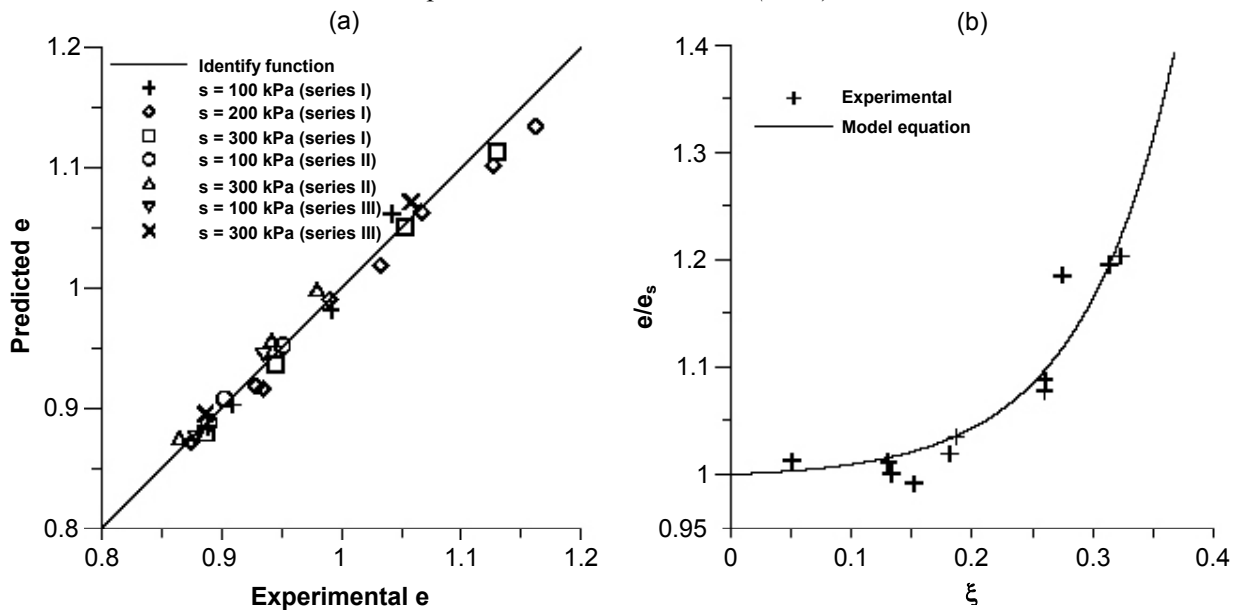 (a)
1.2
1.1
1
0.9
0.8
0.8
0.9
1
1.1
1.2
Predicted e
Experimental e
Identify function
s = 100 kPa (series I)
s = 200 kPa (series I)
s = 300 kPa (series I)
s = 100 kPa (series II)
s = 300 kPa (series II)
s = 100 kPa (series III)
s = 300 kPa (series III)
(b)
1.4
1.3
1.2
1.1
1
0.95
0
0.1
0.2
0.3
0.4
e/es
ξ
Experimental
Model equation